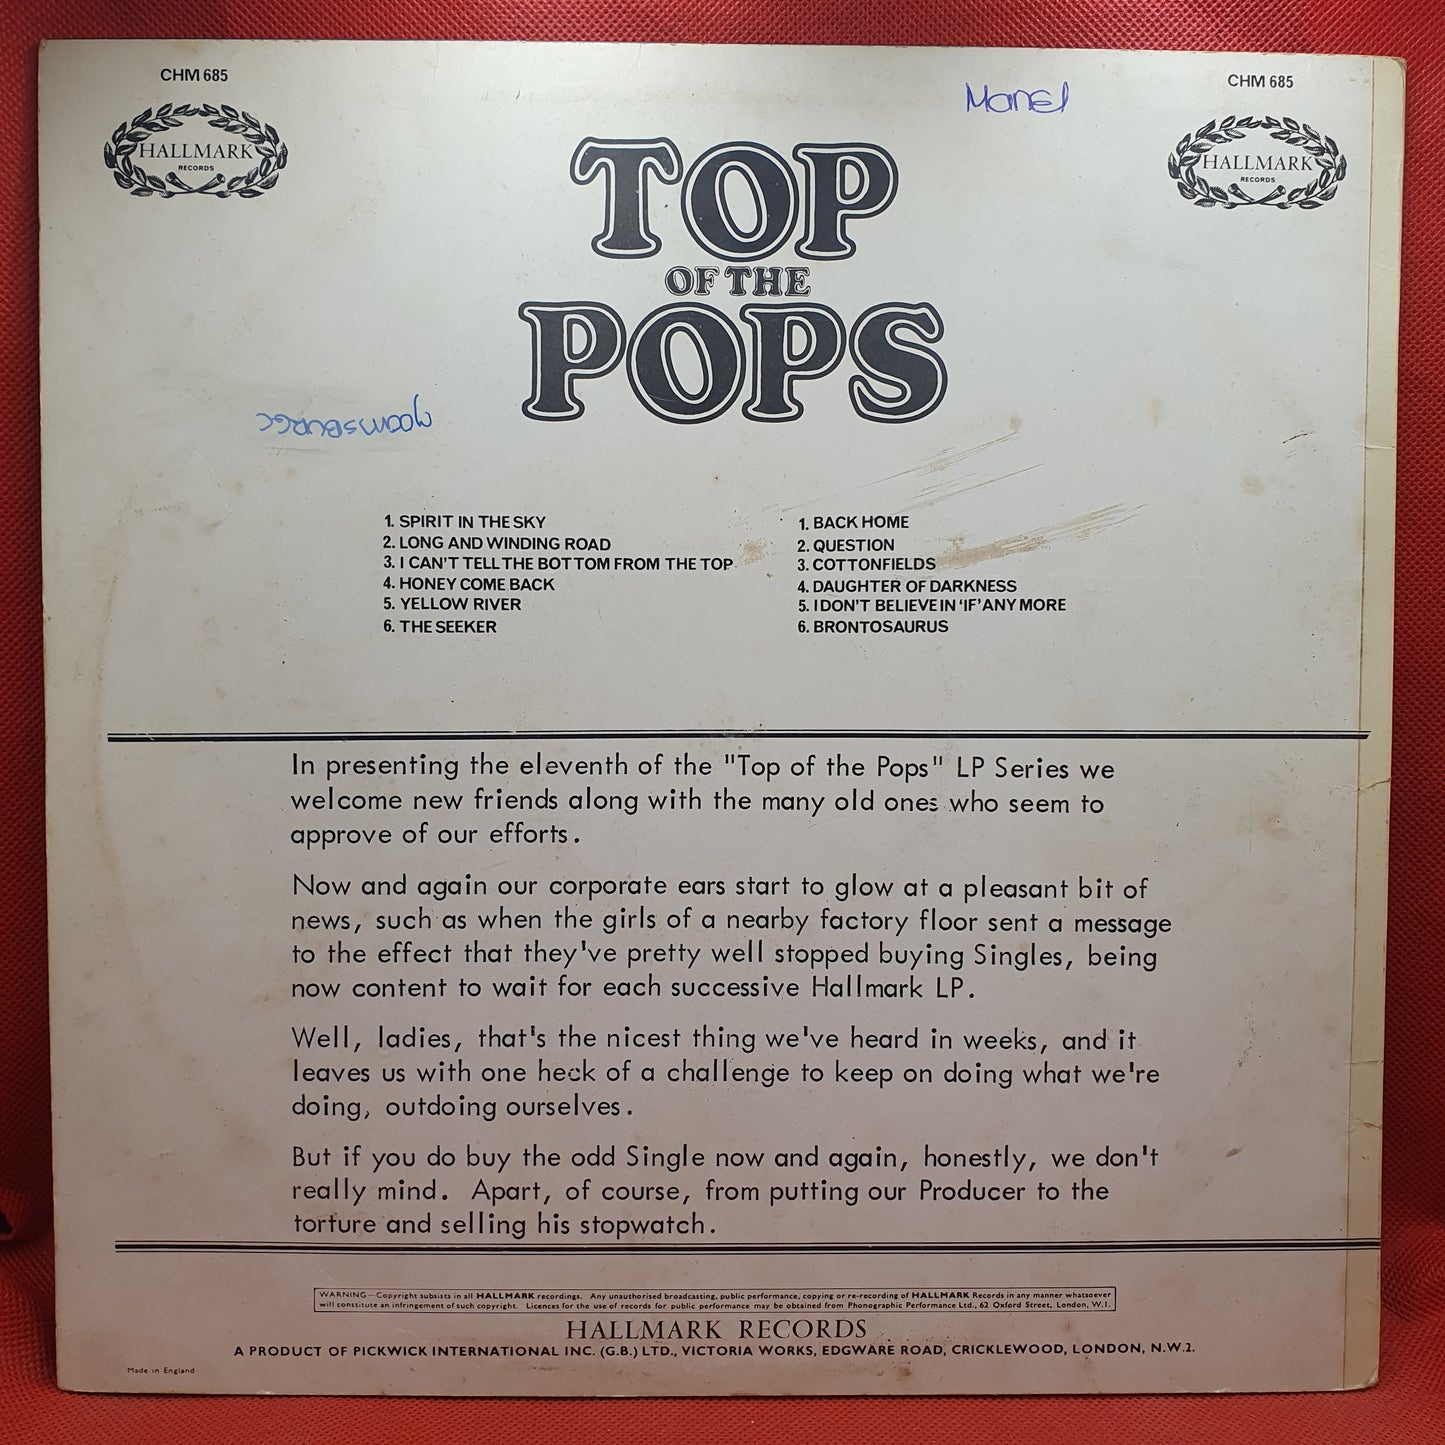 CHM 685
CHM 685
HALLMARK
RECORDS
HALLMARK
RECORDS
TOP
OF THE
POPS
1. SPIRIT IN THE SKY
2. LONG AND WINDING ROAD
3. I CAN'T TELL THE BOTTOM FROM THE TOP
4. HONEY COME BACK
5. YELLOW RIVER
6. THE SEEKER
1. BACK HOME
2. QUESTION
3. COTTONFIELDS
4. DAUGHTER OF DARKNESS
5. I DON'T BELIEVE IN 'IF' ANY MORE
6. BRONTOSAURUS
In presenting the eleventh of the "Top of the Pops" LP Series we
welcome new friends along with the many old ones who seem to
approve of our efforts.
Now and again our corporate ears start to glow at a pleasant bit of
news, such as when the girls of a nearby factory floor sent a message
to the effect that they've pretty well stopped buying Singles, being
now content to wait for each successive Hallmark LP.
Well, ladies, that's the nicest thing we've heard in weeks, and it
leaves us with one heck of a challenge to keep on doing what we're
doing, outdoing ourselves.
But if you do buy the odd Single now and again, honestly, we don't
really mind. Apart, of course, from putting our Producer to the
torture and selling his stopwatch.
WARNING—Copyright subsists in all HALLMARK recordings. Any unauthorised broadcasting, public performance, copying or re-recording of HALLMARK Records in any manner whatsoever
will constitute an infringement of such copyright. Licences for the use of records for public performance may be obtained from Phonographic Performance Ltd., 62 Oxford Street, London, W.1.
HALLMARK RECORDS
A PRODUCT OF PICKWICK INTERNATIONAL INC. (G.B.) LTD., VICTORIA WORKS, EDGWARE ROAD, CRICKLEWOOD, LONDON, N.W.2.
Made in England